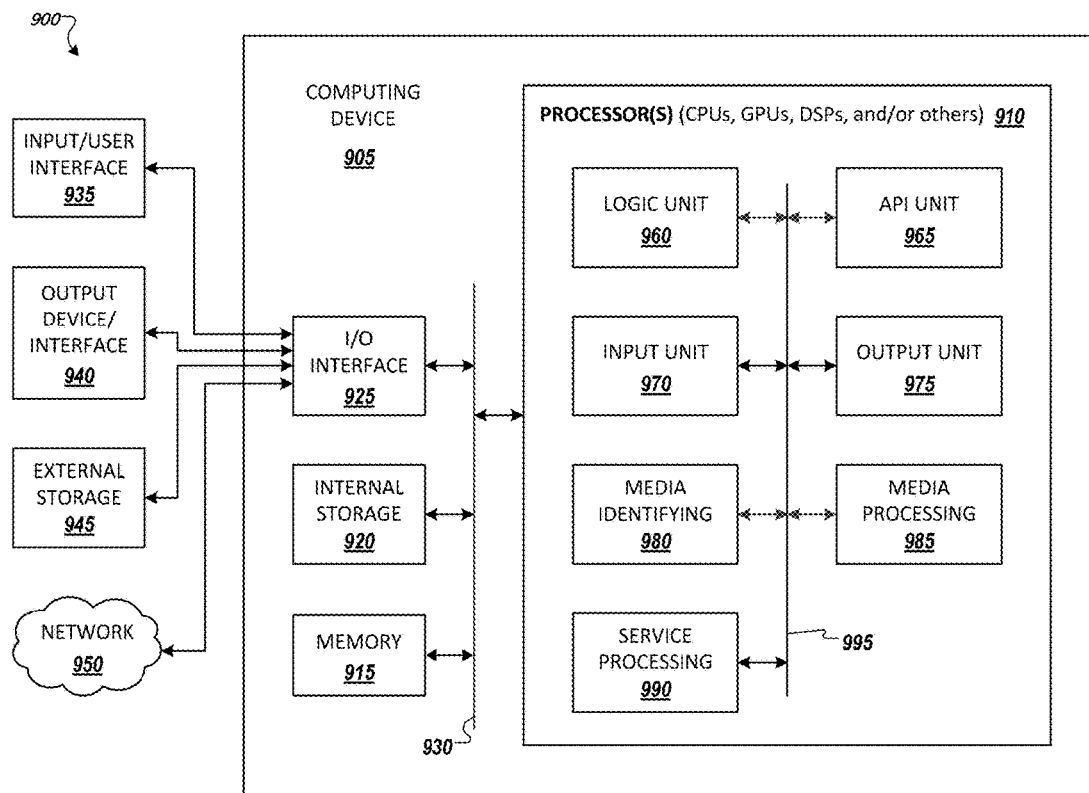 900
COMPUTING
DEVICE
905
PROCESSOR(S) (CPUs, GPUs, DSPs, and/or others) 910
INPUT/USER
INTERFACE
935
OUTPUT
DEVICE/
INTERFACE
940
EXTERNAL
STORAGE
945
NETWORK
950
I/O
INTERFACE
925
INTERNAL
STORAGE
920
MEMORY
915
930
LOGIC UNIT
960
API UNIT
965
INPUT UNIT
970
OUTPUT UNIT
975
MEDIA
IDENTIFYING
980
MEDIA
PROCESSING
985
SERVICE
PROCESSING
990
995